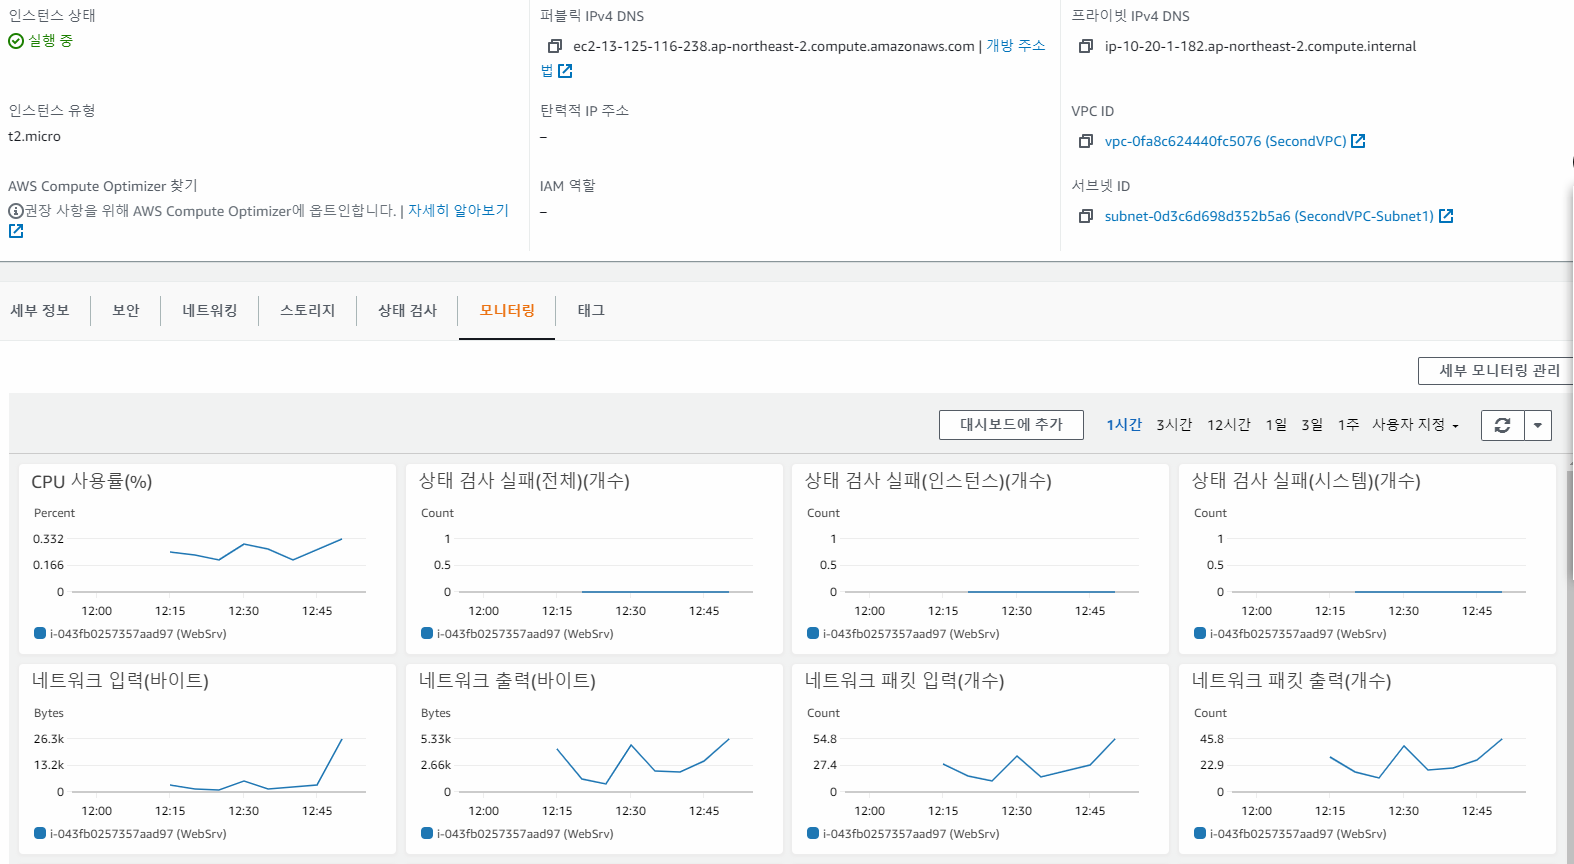 인스턴스 상태
실행 중
퍼블릭 IPv4 DNS
ec2-13-125-116-238.ap-northeast-2.compute.amazonaws.com | 개방 주소
법
프라이빗 IPv4 DNS
ip-10-20-1-182.ap-northeast-2.compute.internal
인스턴스 유형
t2.micro
탄력적 IP 주소
–
VPC ID
vpc-0fa8c624440fc5076 (SecondVPC)
AWS Compute Optimizer 찾기
권장 사항을 위해 AWS Compute Optimizer에 옵트인합니다. | 자세히 알아보기
IAM 역할
–
서브넷 ID
subnet-0d3c6d698d352b5a6 (SecondVPC-Subnet1)
세부 정보
보안
네트워킹
스토리지
상태 검사
모니터링
태그
세부 모니터링 관리
대시보드에 추가
1시간 3시간 12시간 1일 3일 1주 사용자 지정
CPU 사용률(%)
Percent
0.332
0.166
0
12:00 12:15 12:30 12:45
i-043fb0257357aad97 (WebSrv)
상태 검사 실패(전체)(개수)
Count
1
0.5
0
12:00 12:15 12:30 12:45
i-043fb0257357aad97 (WebSrv)
상태 검사 실패(인스턴스)(개수)
Count
1
0.5
0
12:00 12:15 12:30 12:45
i-043fb0257357aad97 (WebSrv)
상태 검사 실패(시스템)(개수)
Count
1
0.5
0
12:00 12:15 12:30 12:45
i-043fb0257357aad97 (WebSrv)
네트워크 입력(바이트)
Bytes
26.3k
13.2k
0
12:00 12:15 12:30 12:45
i-043fb0257357aad97 (WebSrv)
네트워크 출력(바이트)
Bytes
5.33k
2.66k
0
12:00 12:15 12:30 12:45
i-043fb0257357aad97 (WebSrv)
네트워크 패킷 입력(개수)
Count
54.8
27.4
0
12:00 12:15 12:30 12:45
i-043fb0257357aad97 (WebSrv)
네트워크 패킷 출력(개수)
Count
45.8
22.9
0
12:00 12:15 12:30 12:45
i-043fb0257357aad97 (WebSrv)